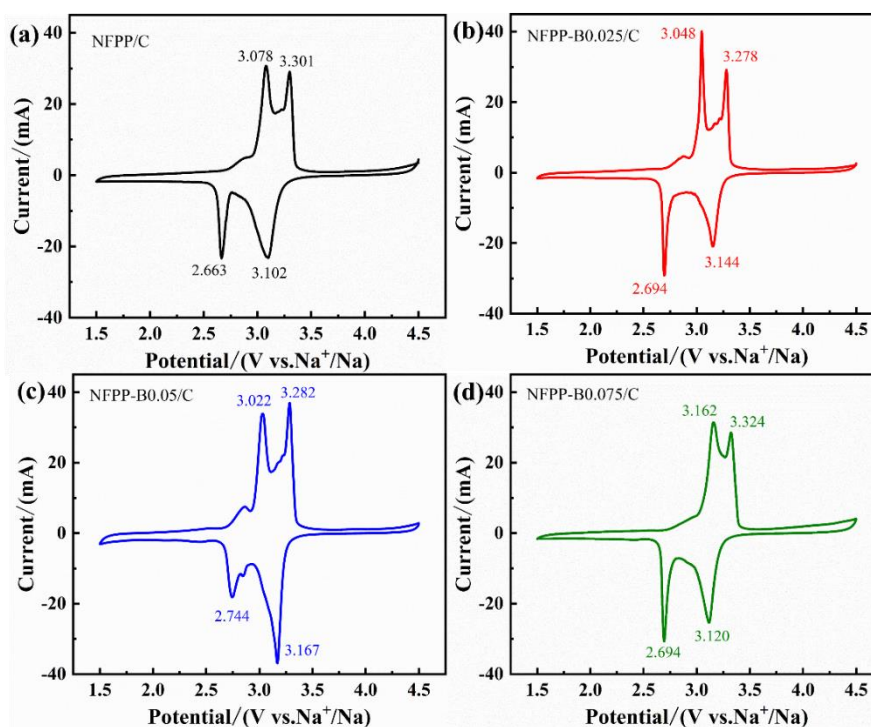 (a)
NFPP/C
3.078
3.301
2.663
3.102
40
20
0
-20
-40
Current/(mA)
1.5 2.0 2.5 3.0 3.5 4.0 4.5
Potential/(V vs.Na⁺/Na)
(b)
NFPP-B0.025/C
3.048
3.278
2.694
3.144
40
20
0
-20
-40
Current/(mA)
1.5 2.0 2.5 3.0 3.5 4.0 4.5
Potential/(V vs.Na⁺/Na)
(c)
NFPP-B0.05/C
3.022
3.282
2.744
3.167
40
20
0
-20
-40
Current/(mA)
1.5 2.0 2.5 3.0 3.5 4.0 4.5
Potential/(V vs.Na⁺/Na)
(d)
NFPP-B0.075/C
3.162
3.324
2.694
3.120
40
20
0
-20
-40
Current/(mA)
1.5 2.0 2.5 3.0 3.5 4.0 4.5
Potential/(V vs.Na⁺/Na)